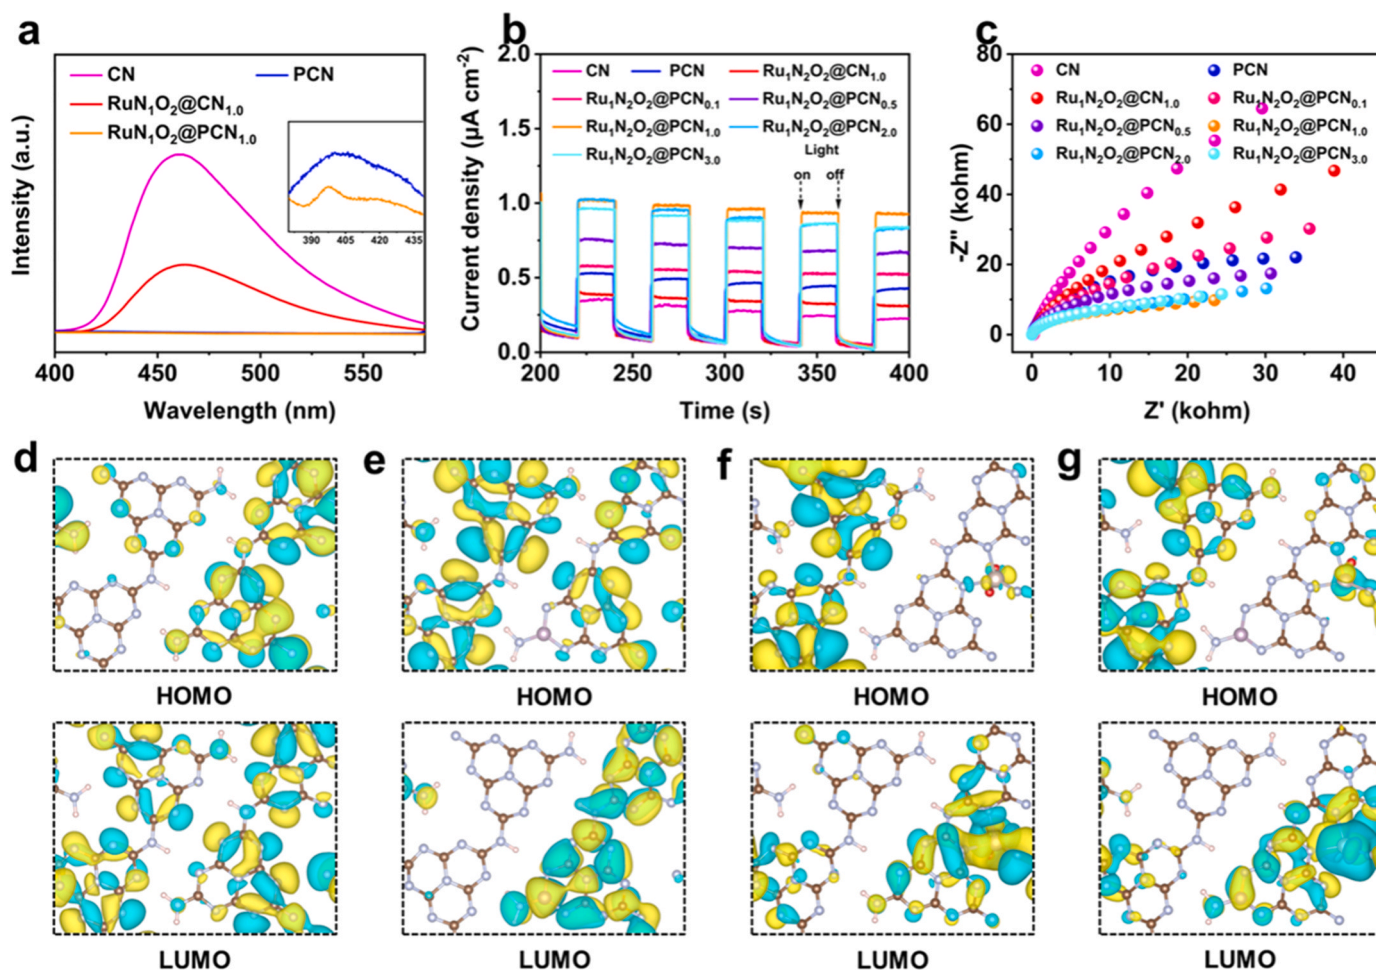 a
Intensity (a.u.)
CN
PCN
RuN₁O₂@CN₁.₀
RuN₁O₂@PCN₁.₀
390 405 420 435
400 450 500 550
Wavelength (nm)
b
Current density (μA cm⁻²)
2.0
1.5
1.0
0.5
0.0
CN PCN Ru₁N₂O₂@CN₁.₀
Ru₁N₂O₂@PCN₀.₁ Ru₁N₂O₂@PCN₀.₅
Ru₁N₂O₂@PCN₁.₀ Ru₁N₂O₂@PCN₂.₀
Ru₁N₂O₂@PCN₃.₀
Light
on off
200 250 300 350 400
Time (s)
c
-Z'' (kohm)
80
60
40
20
0
CN PCN
Ru₁N₂O₂@CN₁.₀ Ru₁N₂O₂@PCN₀.₁
Ru₁N₂O₂@PCN₀.₅ Ru₁N₂O₂@PCN₁.₀
Ru₁N₂O₂@PCN₂.₀ Ru₁N₂O₂@PCN₃.₀
0 10 20 30 40
Z' (kohm)
d e f g
HOMO HOMO HOMO HOMO
LUMO LUMO LUMO LUMO